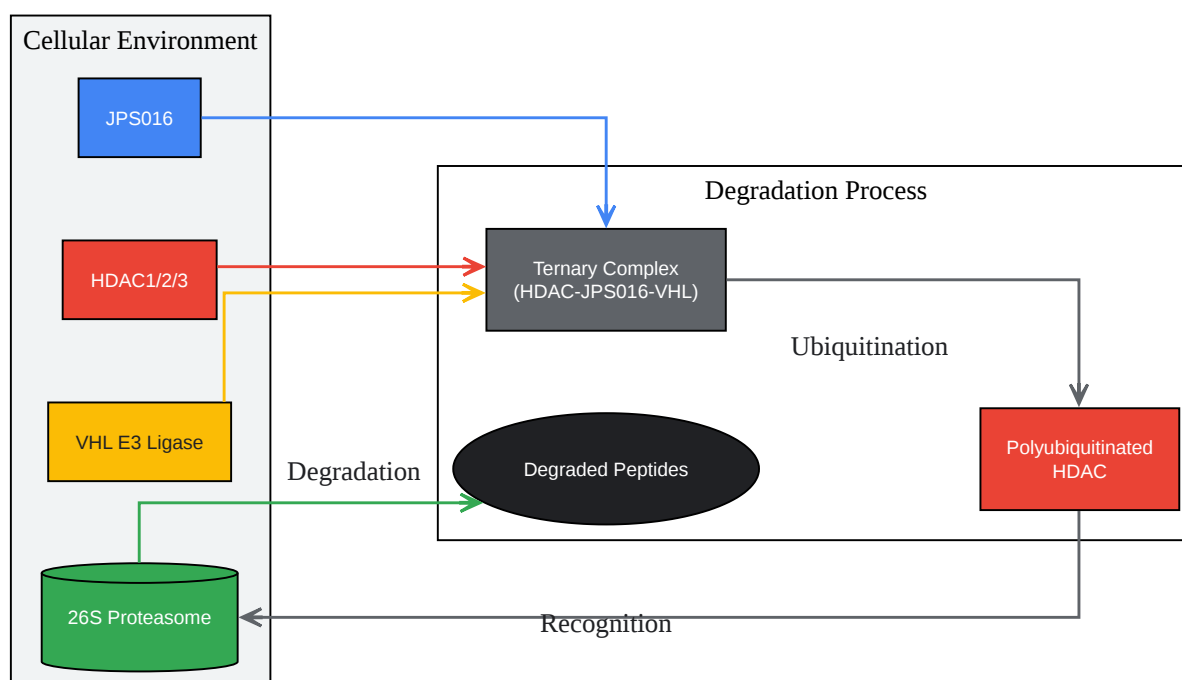 Cellular Environment
JPS016
Degradation Process
HDAC1/2/3
Ternary Complex
(HDAC-JPS016-VHL)
Ubiquitination
VHL E3 Ligase
Degradation
Degraded Peptides
Polyubiquitinated
HDAC
26S Proteasome
Recognition